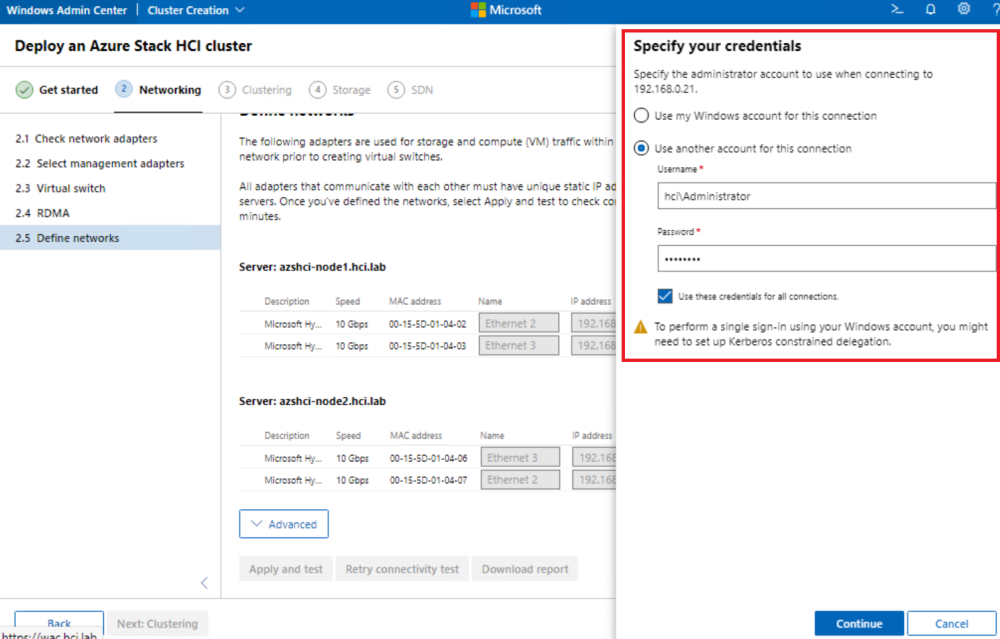 Windows Admin Center | Cluster Creation
Microsoft
Deploy an Azure Stack HCI cluster
Get started
2 Networking
3 Clustering
4 Storage
5 SDN
2.1 Check network adapters
2.2 Select management adapters
2.3 Virtual switch
2.4 RDMA
2.5 Define networks
Define networks
The following adapters are used for storage and compute (VM) traffic within
network prior to creating virtual switches.
All adapters that communicate with each other must have unique static IP
servers. Once you've defined the networks, select Apply and test to check
minutes.
Server: azshci-node1.hci.lab
Description Speed MAC address Name IP address
Microsoft Hy... 10 Gbps 00-15-5D-01-04-02 Ethernet 2 192.168
Microsoft Hy... 10 Gbps 00-15-5D-01-04-03 Ethernet 3 192.168
Server: azshci-node2.hci.lab
Description Speed MAC address Name IP address
Microsoft Hy... 10 Gbps 00-15-5D-01-04-06 Ethernet 3 192.168
Microsoft Hy... 10 Gbps 00-15-5D-01-04-07 Ethernet 2 192.168
Advanced
Apply and test
Retry connectivity test
Download report
Back
Next: Clustering
https://wac.hci.lab
Specify your credentials
Specify the administrator account to use when connecting to
192.168.0.21.
Use my Windows account for this connection
Use another account for this connection
Username *
hci\Administrator
Password *
••••••••
Use these credentials for all connections.
To perform a single sign-in using your Windows account, you might
need to set up Kerberos constrained delegation.
Continue
Cancel